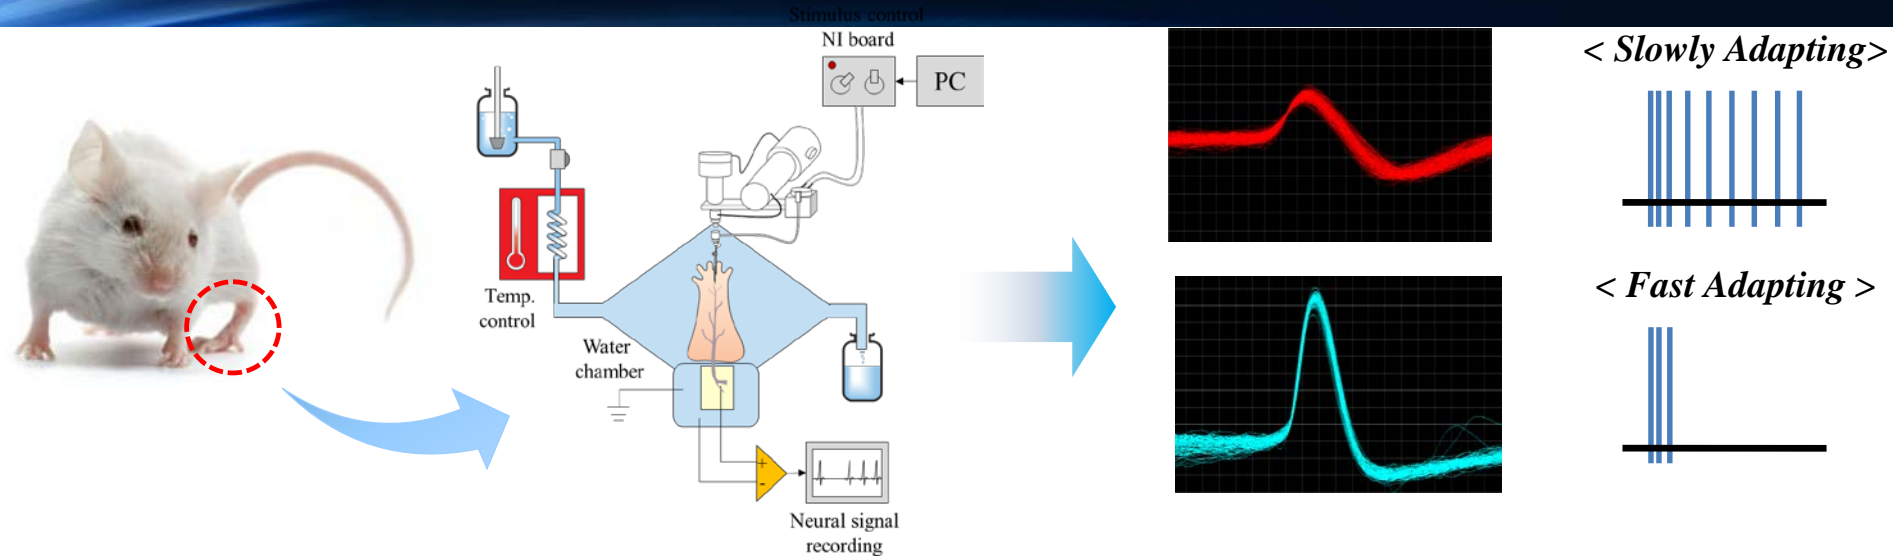 Stimulus control
NI board
PC
Temp.
control
Water
chamber
+
-
Neural signal
recording
< Slowly Adapting>
< Fast Adapting >